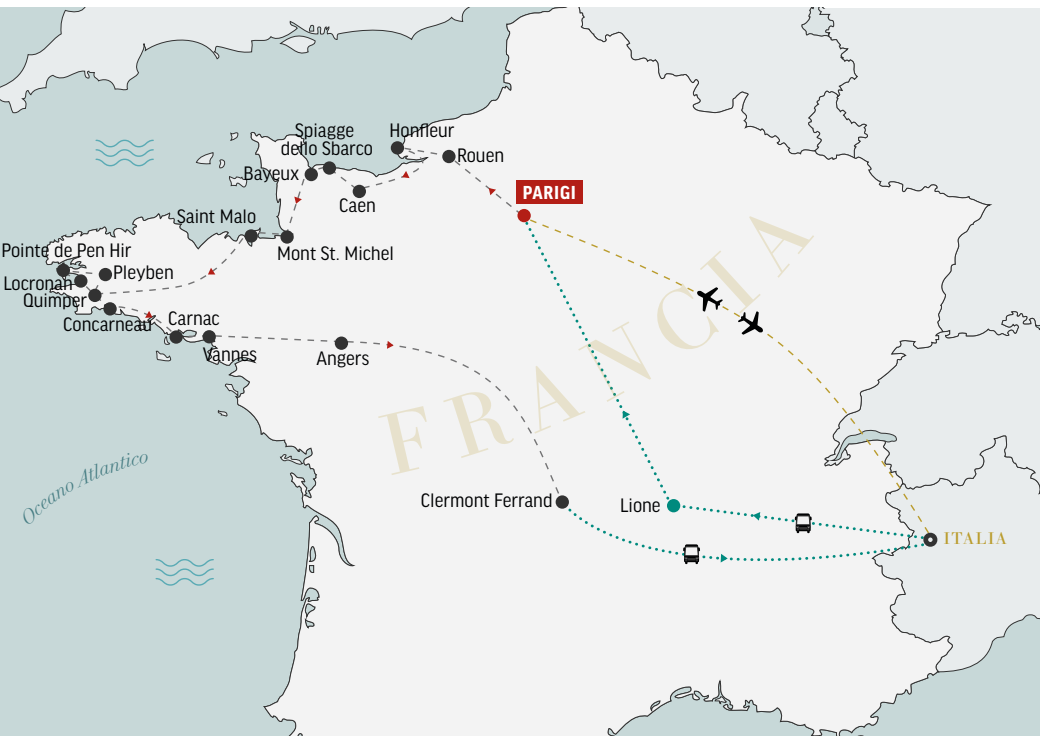 Spiagge
dello Sbarco
Honfleur
Rouen
Bayeux
Caen
PARIGI
Saint Malo
Mont St. Michel
Pointe de Pen Hir
Pleyben
Locronan
Quimper
Concarneau
Carnac
Vannes
Angers
FRANCIA
Oceano Atlantico
Clermont Ferrand
Lione
ITALIA